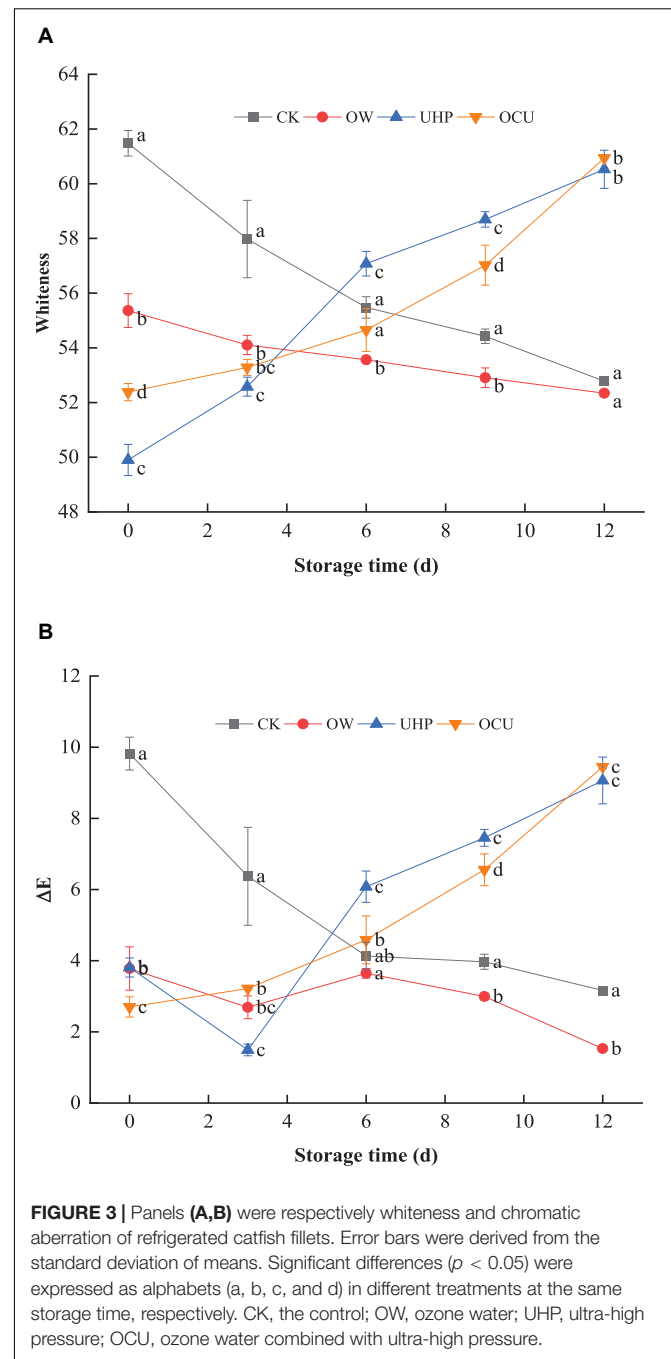 A
64
62
60
58
56
54
52
50
48
Whiteness
CK OW UHP OCU
a
b
d
c
a
b
bc
c
c
a
a
b
c
d
a
b
b
b
a
a
0 2 4 6 8 10 12
Storage time (d)
B
12
10
8
6
4
2
0
ΔE
CK OW UHP OCU
a
b
b
c
a
b
bc
c
c
b
ab
a
c
d
a
b
c
c
a
b
0 2 4 6 8 10 12
Storage time (d)
FIGURE 3 | Panels (A,B) were respectively whiteness and chromatic
aberration of refrigerated catfish fillets. Error bars were derived from the
standard deviation of means. Significant differences (p < 0.05) were
expressed as alphabets (a, b, c, and d) in different treatments at the same
storage time, respectively. CK, the control; OW, ozone water; UHP, ultra-high
pressure; OCU, ozone water combined with ultra-high pressure.